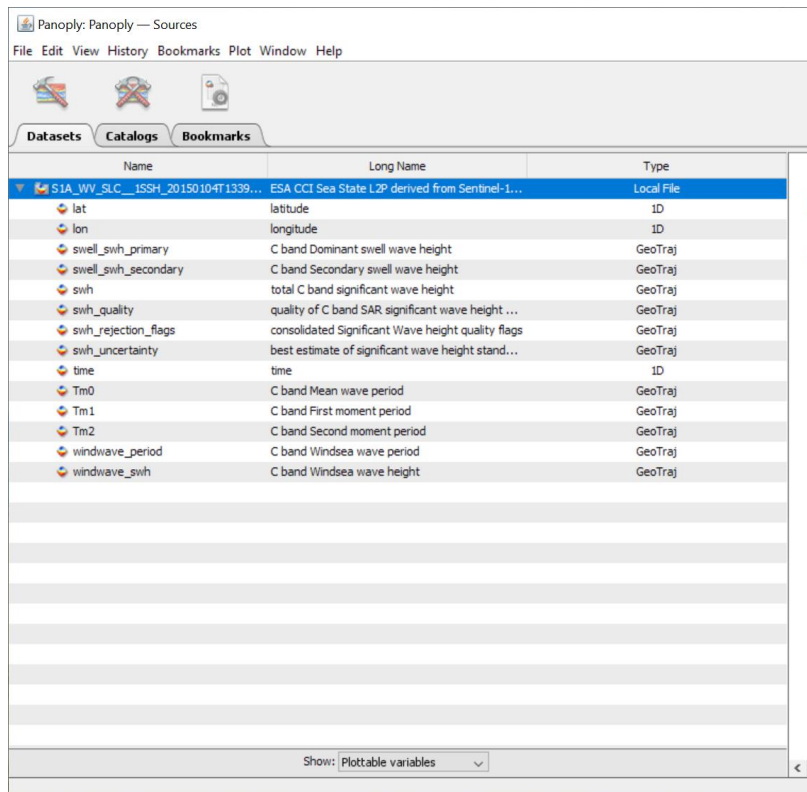 Panoply: Panoply — Sources
File Edit View History Bookmarks Plot Window Help
Datasets Catalogs Bookmarks
Name Long Name Type
S1A_WV_SLC__1SSH_20150104T1339... ESA CCI Sea State L2P derived from Sentinel-1... Local File
lat latitude 1D
lon longitude 1D
swell_swh_primary C band Dominant swell wave height GeoTraj
swell_swh_secondary C band Secondary swell wave height GeoTraj
swh total C band significant wave height GeoTraj
swh_quality quality of C band SAR significant wave height ... GeoTraj
swh_rejection_flags consolidated Significant Wave height quality flags GeoTraj
swh_uncertainty best estimate of significant wave height stand... GeoTraj
time time 1D
Tm0 C band Mean wave period GeoTraj
Tm1 C band First moment period GeoTraj
Tm2 C band Second moment period GeoTraj
windwave_period C band Windsea wave period GeoTraj
windwave_swh C band Windsea wave height GeoTraj
Show: Plottable variables